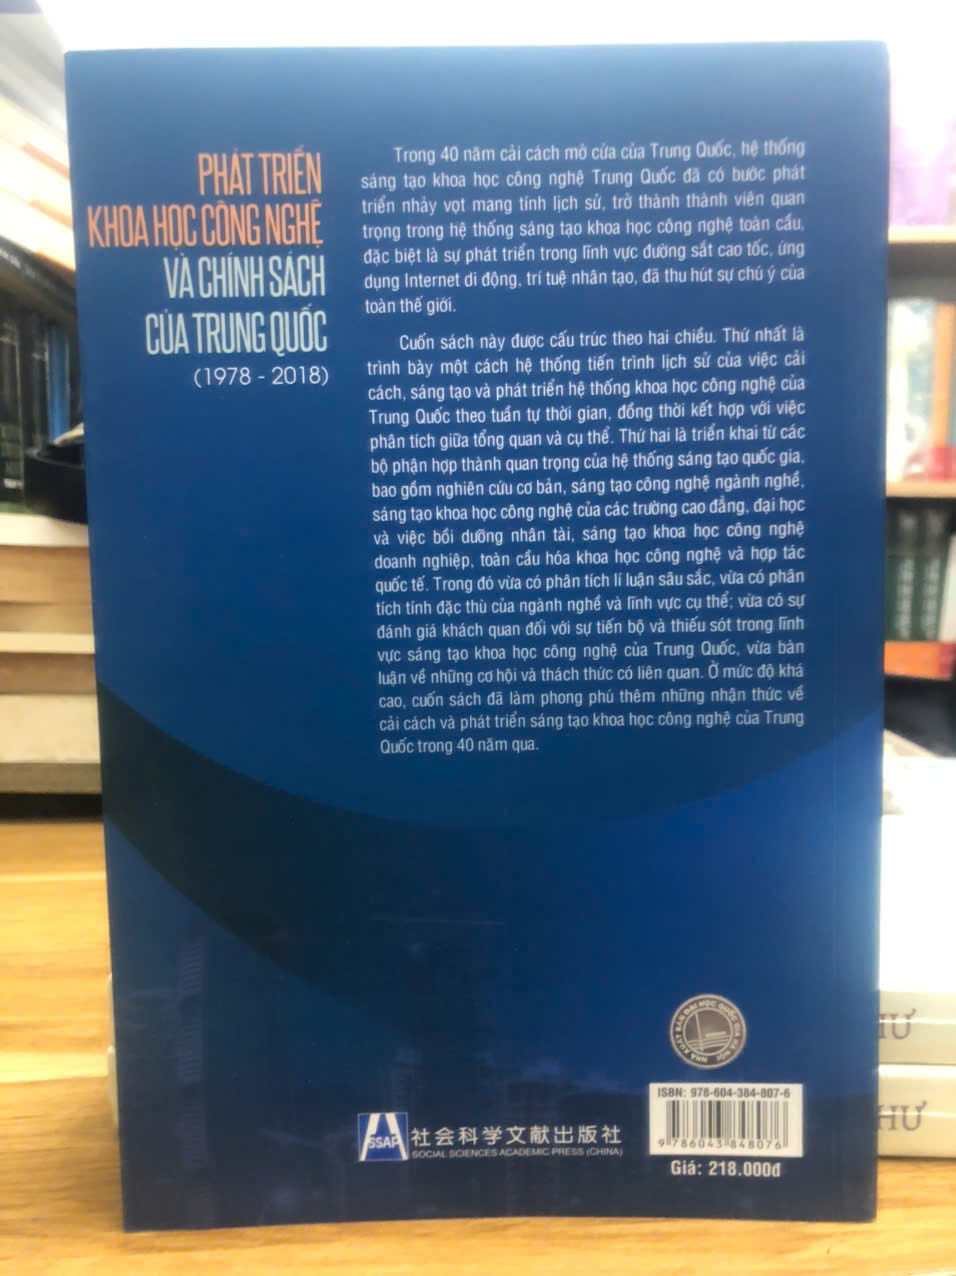 PHÁT TRIỂN
KHOA HỌC CÔNG NGHỆ
VÀ CHÍNH SÁCH
CỦA TRUNG QUỐC
(1978 - 2018)
Trong 40 năm cải cách mở cửa của Trung Quốc, hệ thống
sáng tạo khoa học công nghệ Trung Quốc đã có bước phát
triển nhảy vọt mang tính lịch sử, trở thành thành viên quan
trọng trong hệ thống sáng tạo khoa học công nghệ toàn cầu,
đặc biệt là sự phát triển trong lĩnh vực đường sắt cao tốc, ứng
dụng Internet di động, trí tuệ nhân tạo, đã thu hút sự chú ý của
toàn thế giới.
Cuốn sách này được cấu trúc theo hai chiều. Thứ nhất là
trình bày một cách hệ thống tiến trình lịch sử của việc cải
cách, sáng tạo và phát triển hệ thống khoa học công nghệ của
Trung Quốc theo tuần tự thời gian, đồng thời kết hợp với việc
phân tích giữa tổng quan và cụ thể. Thứ hai là triển khai từ các
bộ phận hợp thành quan trọng của hệ thống sáng tạo quốc gia,
bao gồm nghiên cứu cơ bản, sáng tạo công nghệ ngành nghề,
sáng tạo khoa học công nghệ của các trường cao đẳng, đại học
và việc bồi dưỡng nhân tài, sáng tạo khoa học công nghệ
doanh nghiệp, toàn cầu hóa khoa học công nghệ và hợp tác
quốc tế. Trong đó vừa có phân tích lí luận sâu sắc, vừa có phân
tích tính đặc thù của ngành nghề và lĩnh vực cụ thể; vừa có sự
đánh giá khách quan đối với sự tiến bộ và thiếu sót trong lĩnh
vực sáng tạo khoa học công nghệ của Trung Quốc, vừa bàn
luận về những cơ hội và thách thức có liên quan. Ở mức độ khá
cao, cuốn sách đã làm phong phú thêm những nhận thức về
cải cách và phát triển sáng tạo khoa học công nghệ của Trung
Quốc trong 40 năm qua.
NHÀ XUẤT BẢN ĐẠI HỌC QUỐC GIA HÀ NỘI
SSAP
社会科学文献出版社
SOCIAL SCIENCES ACADEMIC PRESS (CHINA)
ISBN: 978-604-384-807-6
9 786043 848076
Giá: 218.000đ
HƯ
HƯ